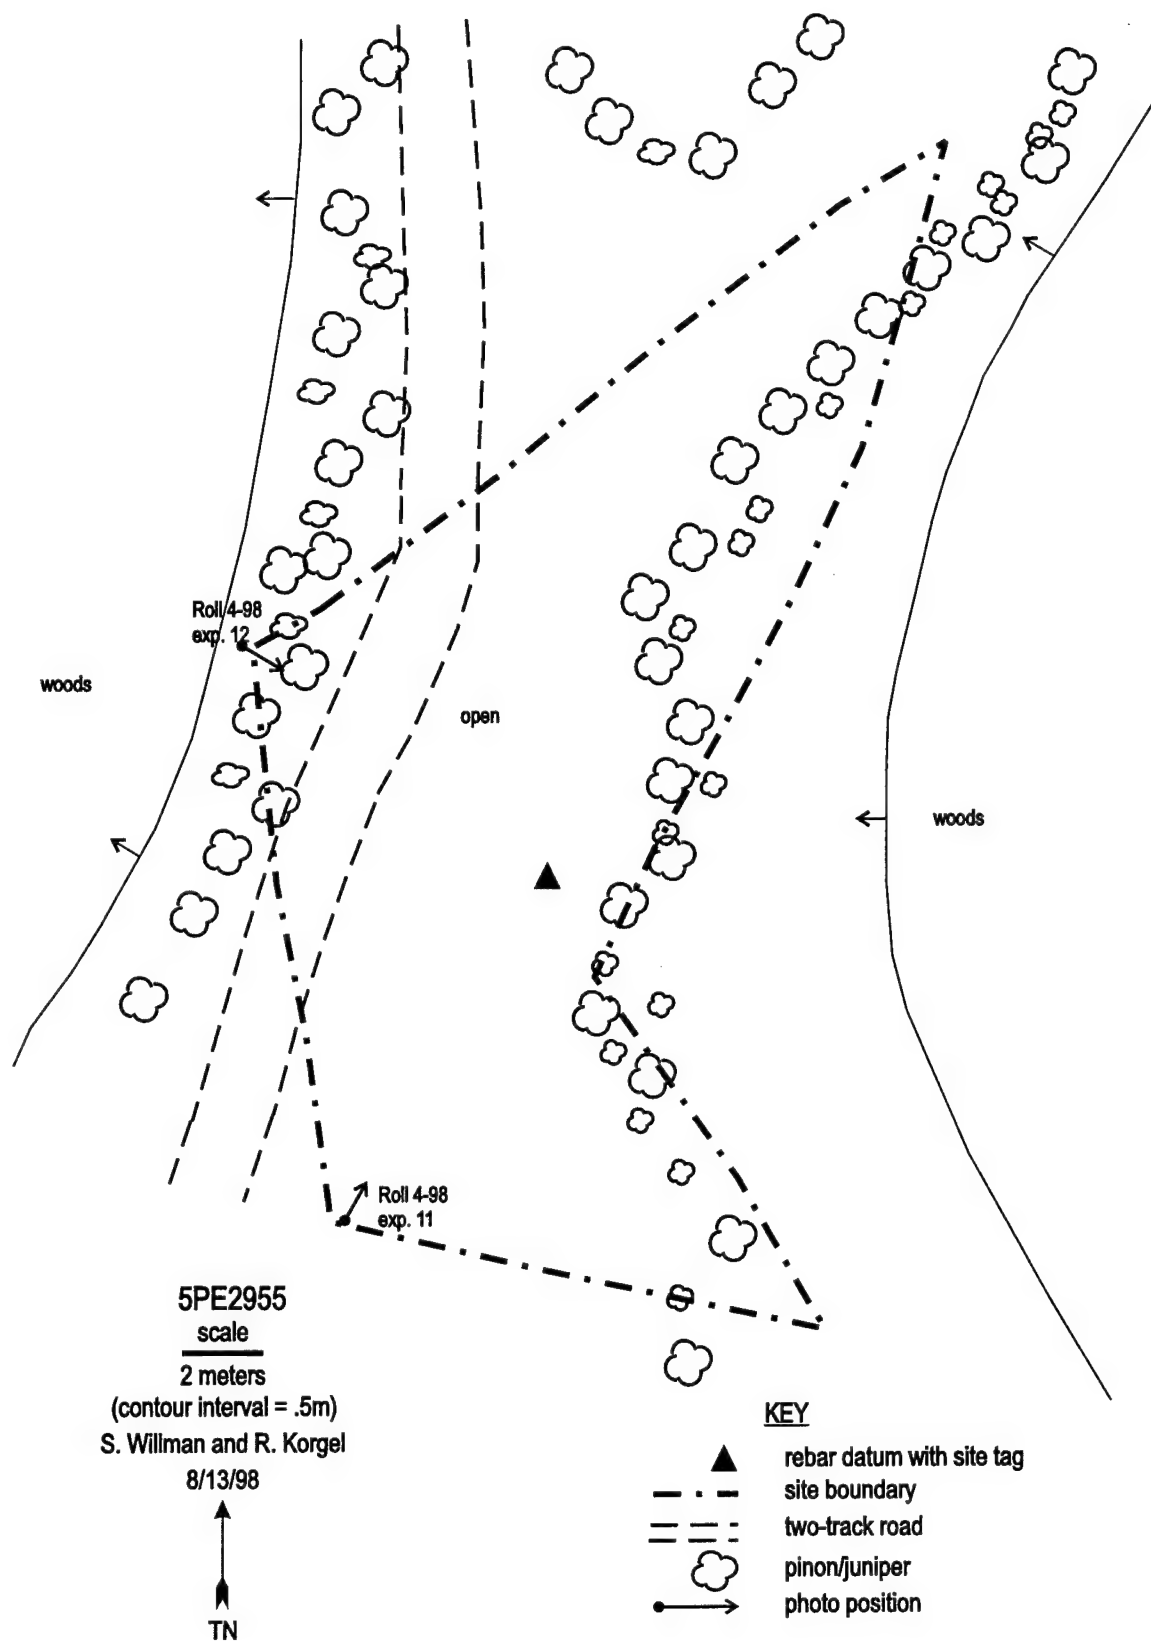 Roll 4-98
exp. 12
woods
open
woods
Roll 4-98
exp. 11
5PE2955
scale
2 meters
(contour interval = .5m)
S. Willman and R. Korgel
8/13/98
TN
KEY
rebar datum with site tag
site boundary
two-track road
pinon/juniper
photo position